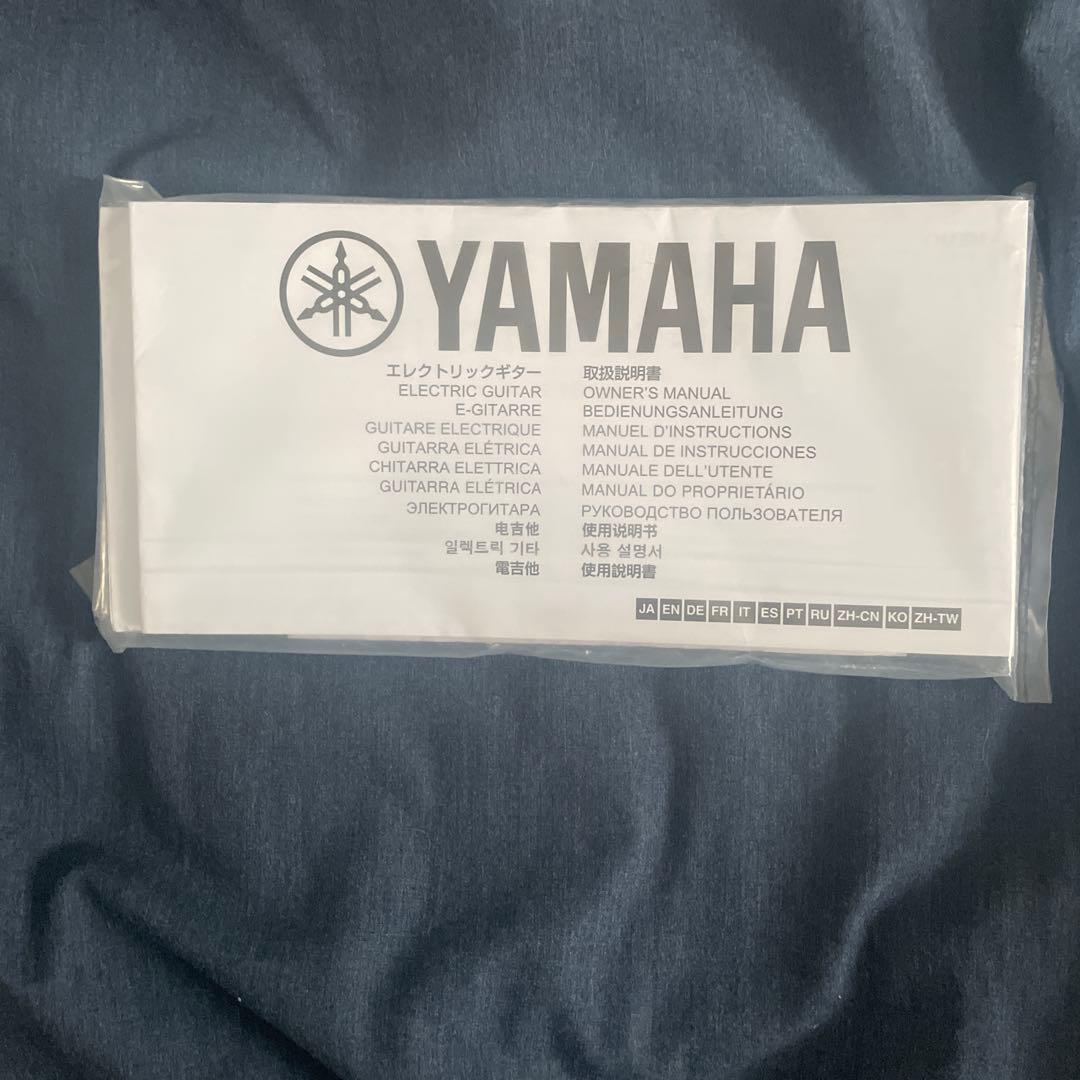 YAMAHA
エレクトリックギター 取扱説明書
ELECTRIC GUITAR OWNER'S MANUAL
E-GITARRE BEDIENUNGSANLEITUNG
GUITARE ELECTRIQUE MANUEL D'INSTRUCTIONS
GUITARRA ELÉTRICA MANUAL DE INSTRUCCIONES
CHITARRA ELETTRICA MANUALE DELL'UTENTE
GUITARRA ELÉTRICA MANUAL DO PROPRIETÁRIO
ЭЛЕКТРОГИТАРА РУКОВОДСТВО ПОЛЬЗОВАТЕЛЯ
电吉他 使用说明书
일렉트릭 기타 사용 설명서
電吉他 使用說明書
JA EN DE FR IT ES PT RU ZH-CN KO ZH-TW